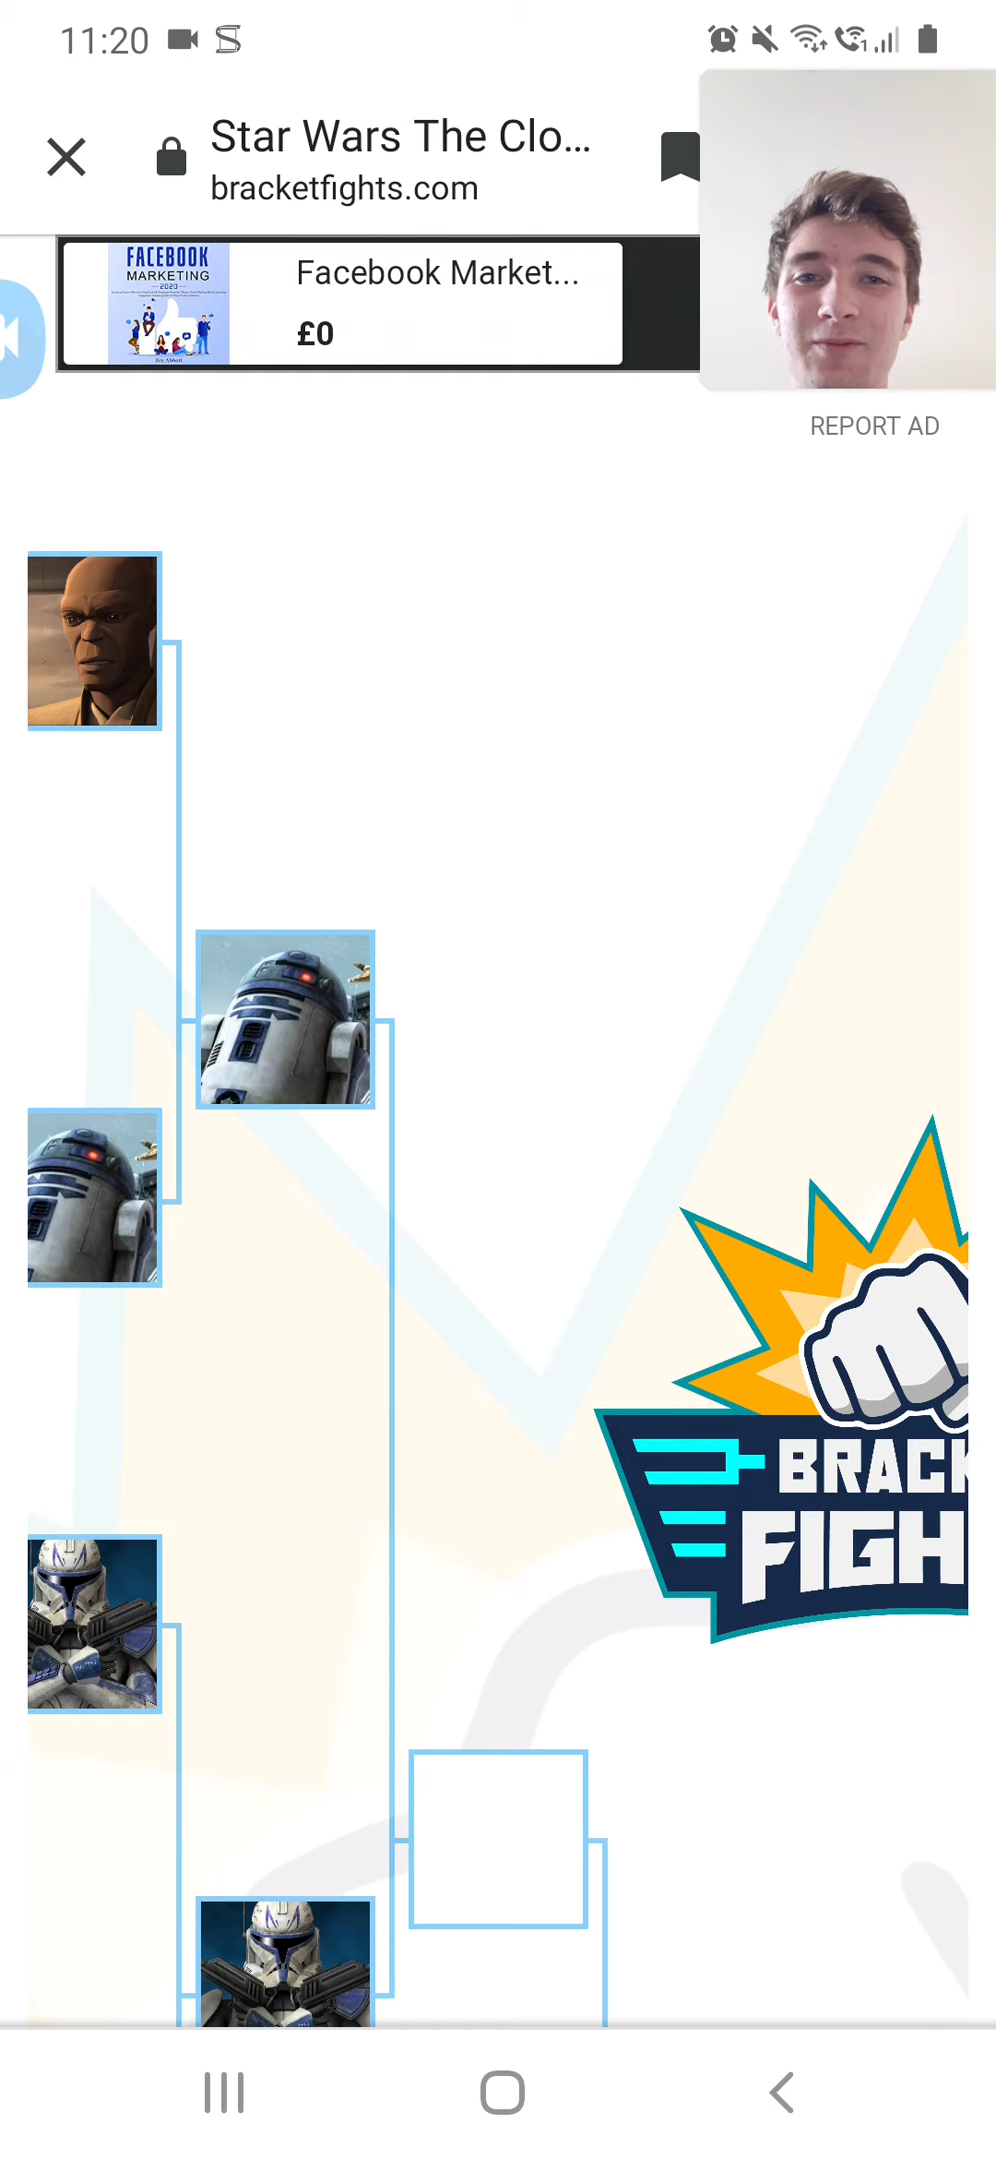 11:20
Star Wars The Clo...
bracketfights.com
FACEBOOK
MARKETING
2020
Facebook Market...
£0
REPORT AD
BRACK
FIGH